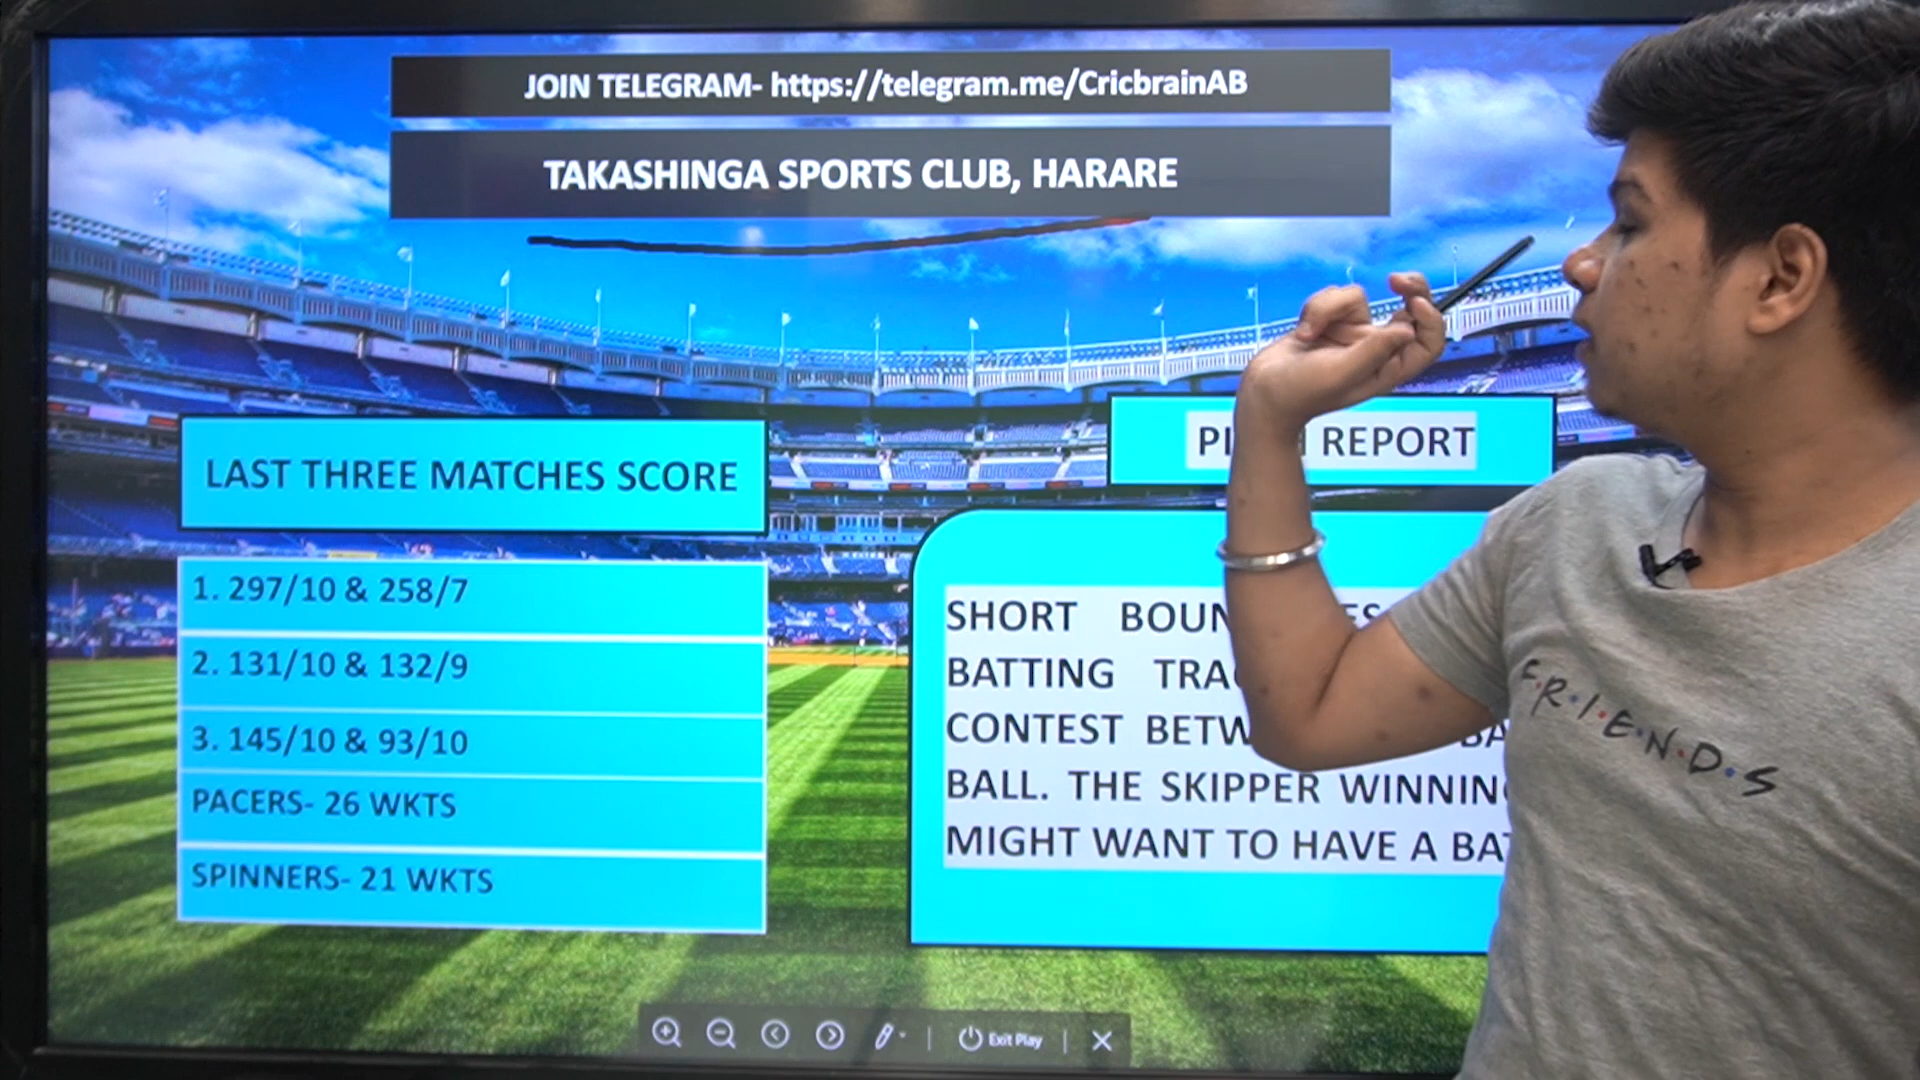 JOIN TELEGRAM- https://telegram.me/CricbrainAB
TAKASHINGA SPORTS CLUB, HARARE
LAST THREE MATCHES SCORE
1. 297/10 & 258/7
2. 131/10 & 132/9
3. 145/10 & 93/10
PACERS- 26 WKTS
SPINNERS- 21 WKTS
REPORT
SHORT
BATTING
CONTEST
BALL. THE SKIPPER
MIGHT WANT TO HAVE A
F•R•I•E•N•D•S
Exit Play